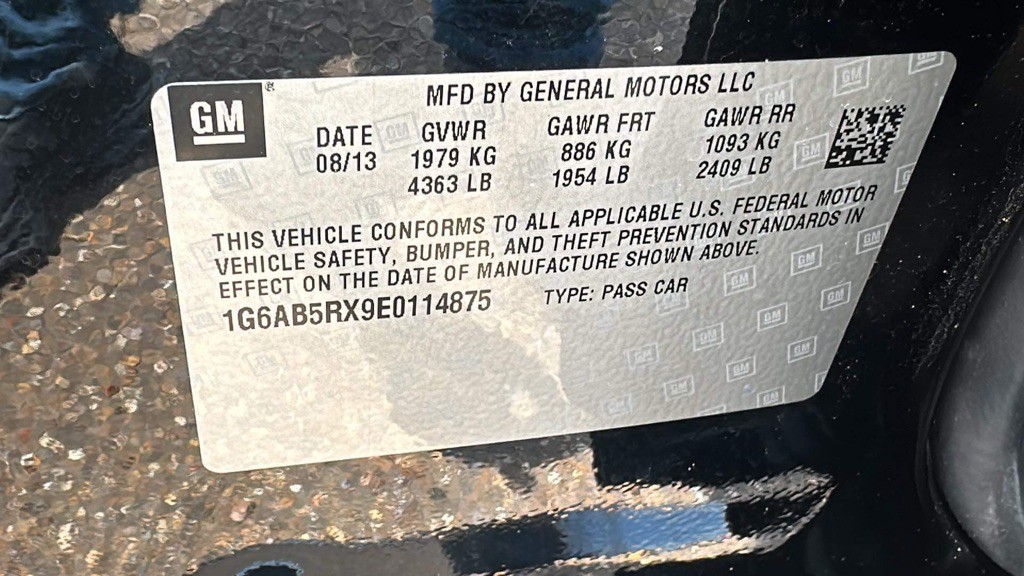 GM
MFD BY GENERAL MOTORS LLC
DATE GVWR GAWR FRT GAWR RR
08/13 1979 KG 886 KG 1093 KG
4363 LB 1954 LB 2409 LB
THIS VEHICLE CONFORMS TO ALL APPLICABLE U.S. FEDERAL MOTOR
VEHICLE SAFETY, BUMPER, AND THEFT PREVENTION STANDARDS IN
EFFECT ON THE DATE OF MANUFACTURE SHOWN ABOVE.
1G6AB5RX9E0114875 TYPE: PASS CAR